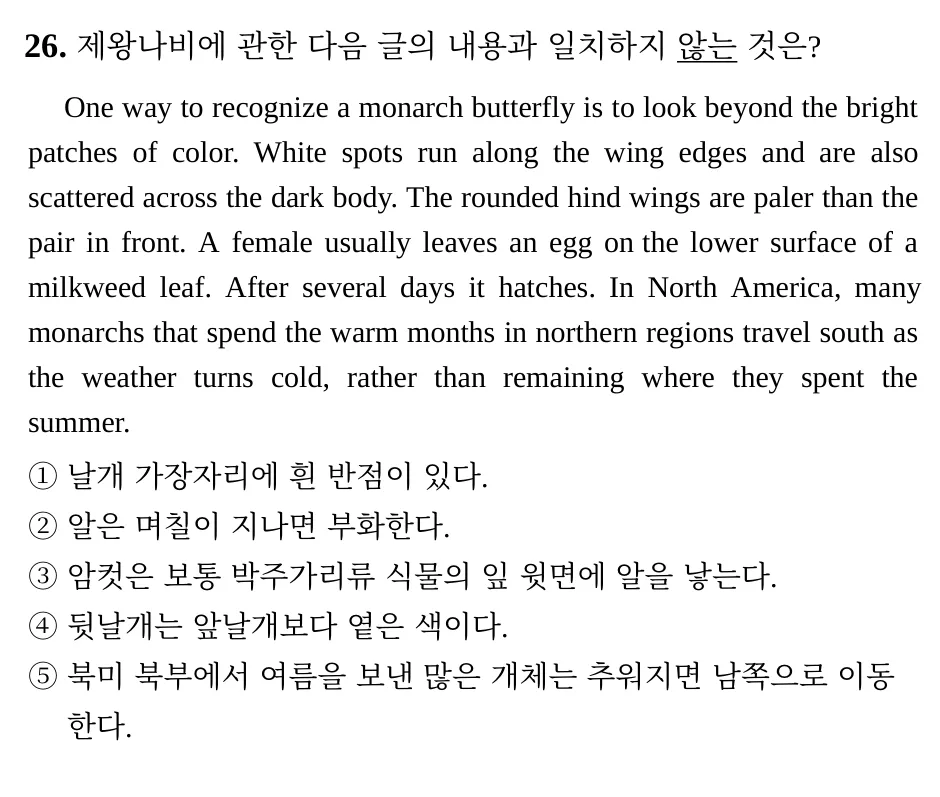 26. 제왕나비에 관한 다음 글의 내용과 일치하지 않는 것은?
One way to recognize a monarch butterfly is to look beyond the bright
patches of color. White spots run along the wing edges and are also
scattered across the dark body. The rounded hind wings are paler than the
pair in front. A female usually leaves an egg on the lower surface of a
milkweed leaf. After several days it hatches. In North America, many
monarchs that spend the warm months in northern regions travel south as
the weather turns cold, rather than remaining where they spent the
summer.
① 날개 가장자리에 흰 반점이 있다.
② 알은 며칠이 지나면 부화한다.
③ 암컷은 보통 박주가리류 식물의 잎 윗면에 알을 낳는다.
④ 뒷날개는 앞날개보다 옅은 색이다.
⑤ 북미 북부에서 여름을 보낸 많은 개체는 추워지면 남쪽으로 이동
한다.